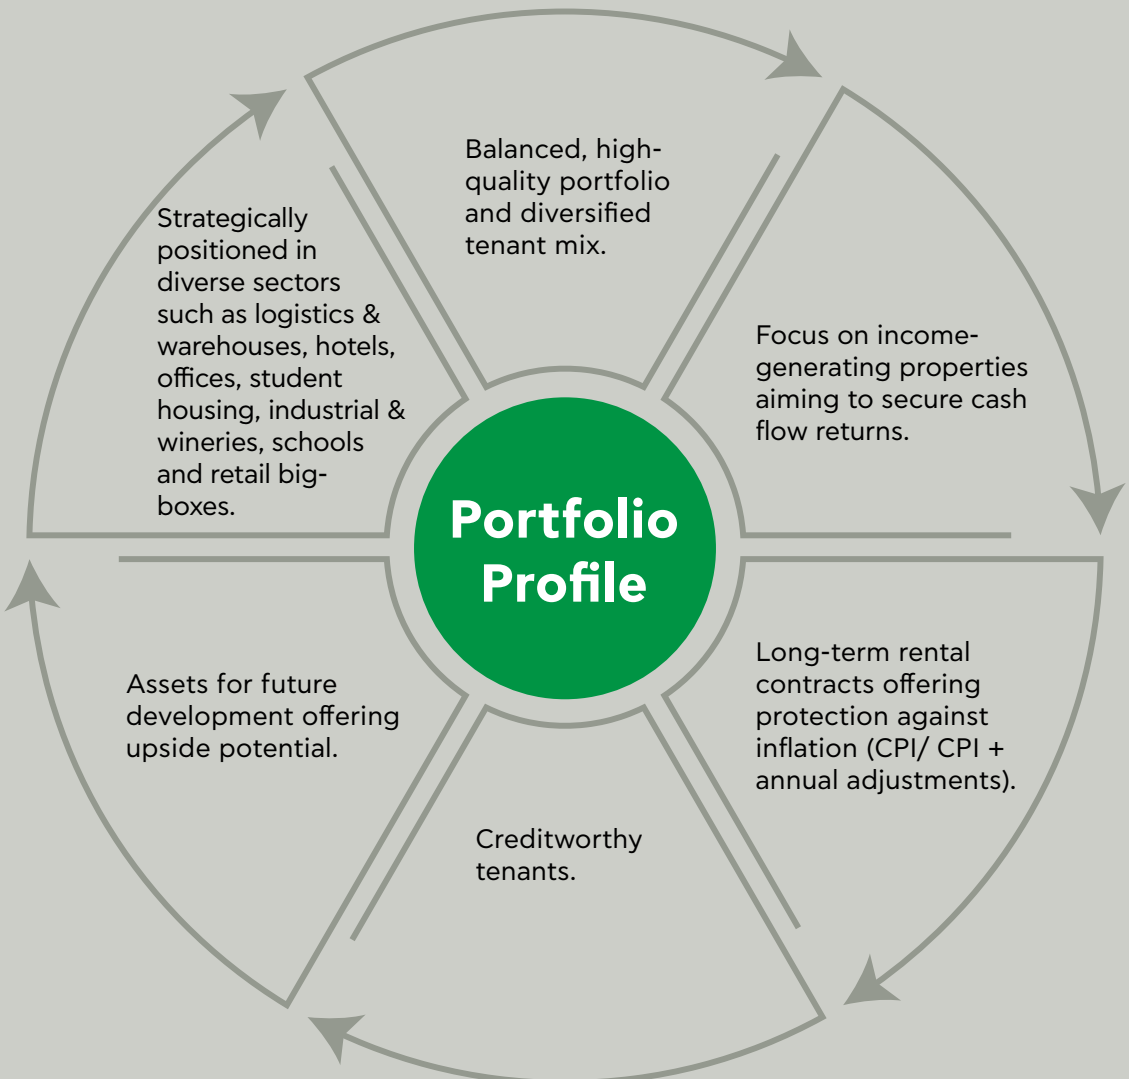 Balanced, high-
quality portfolio
and diversified
tenant mix.
Focus on income-
generating properties
aiming to secure cash
flow returns.
Long-term rental
contracts offering
protection against
inflation (CPI/ CPI +
annual adjustments).
Creditworthy
tenants.
Assets for future
development offering
upside potential.
Strategically
positioned in
diverse sectors
such as logistics &
warehouses, hotels,
offices, student
housing, industrial &
wineries, schools
and retail big-
boxes.
Portfolio
Profile